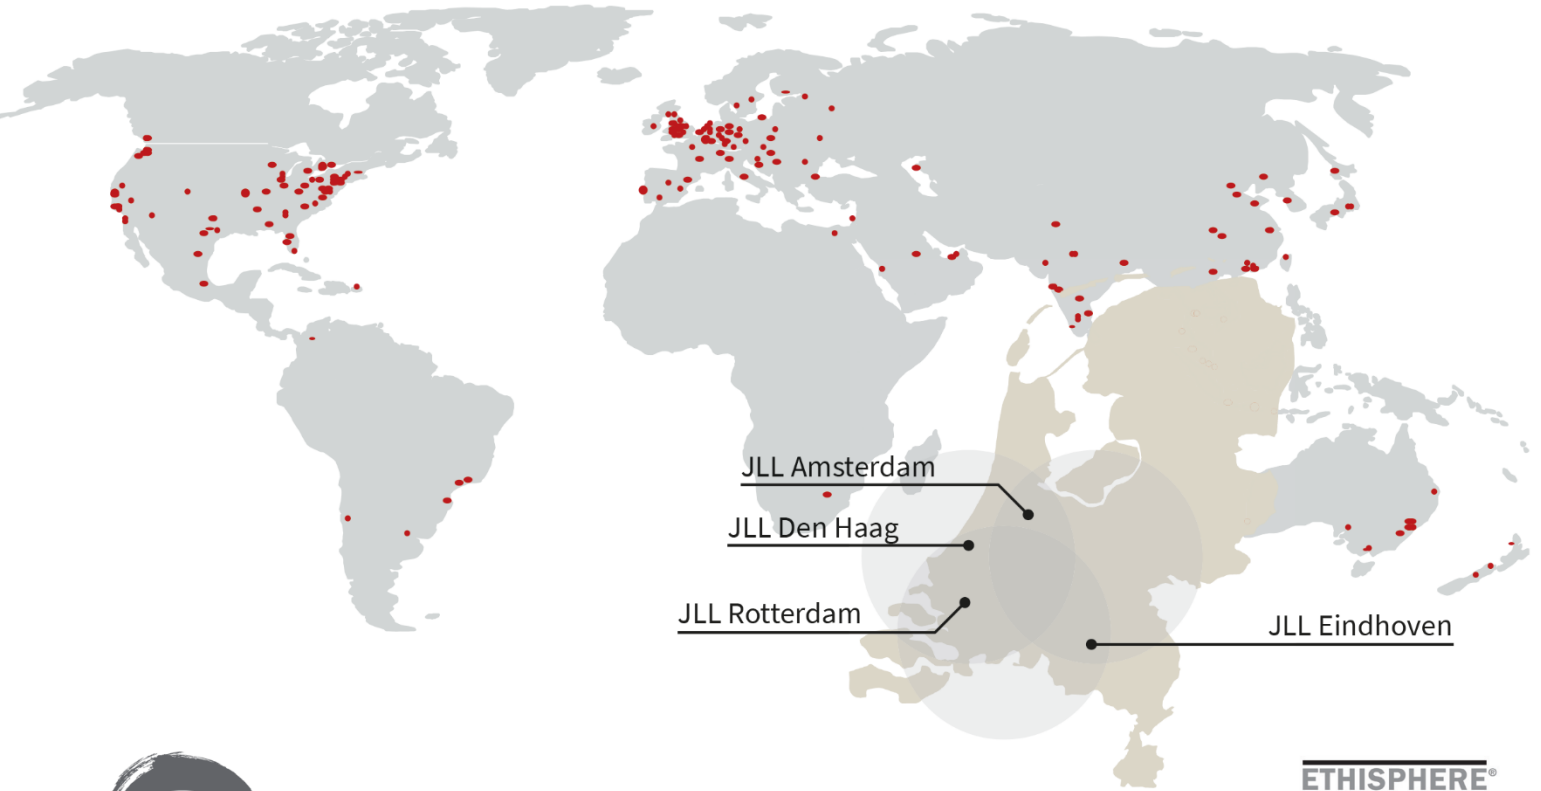 JLL Amsterdam
JLL Den Haag
JLL Rotterdam
JLL Eindhoven
ETHISPHERE®